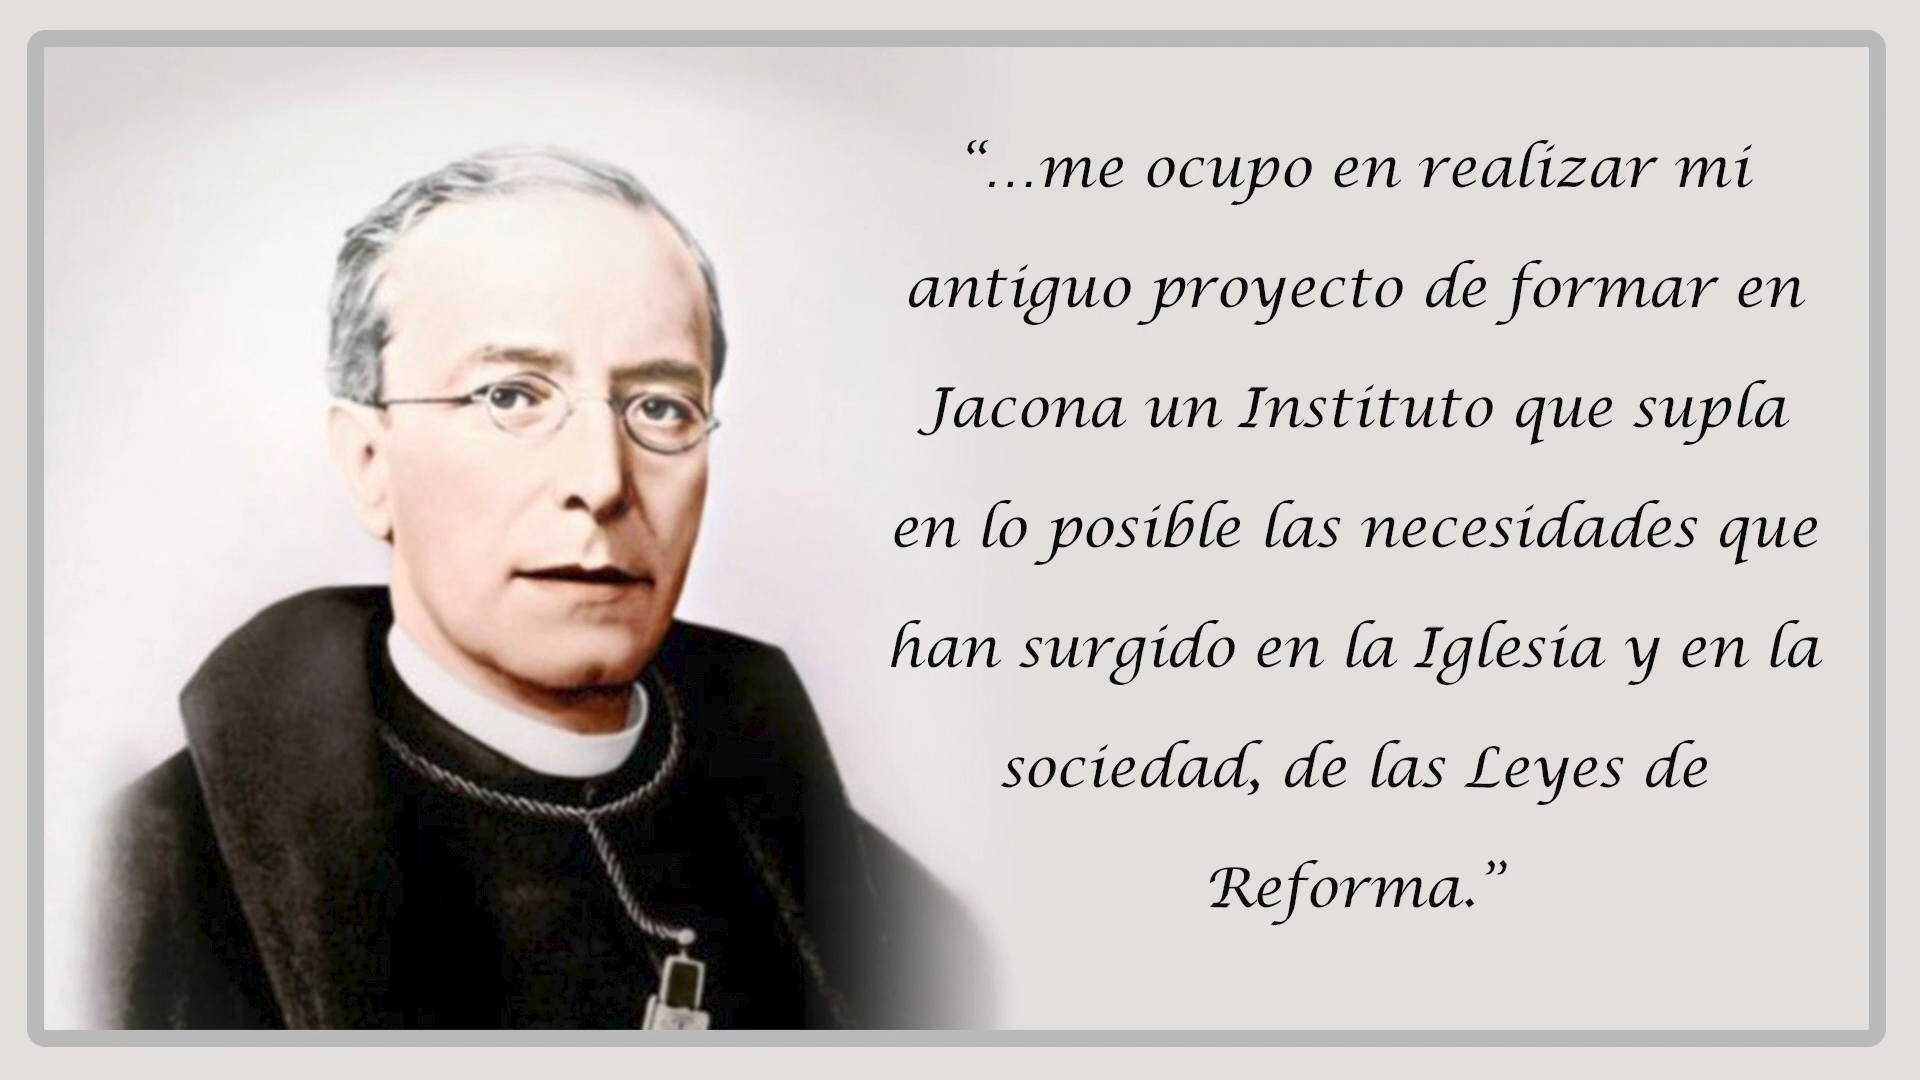 “…me ocupo en realizar mi
antiguo proyecto de formar en
Jacona un Instituto que supla
en lo posible las necesidades que
han surgido en la Iglesia y en la
sociedad, de las Leyes de
Reforma.”